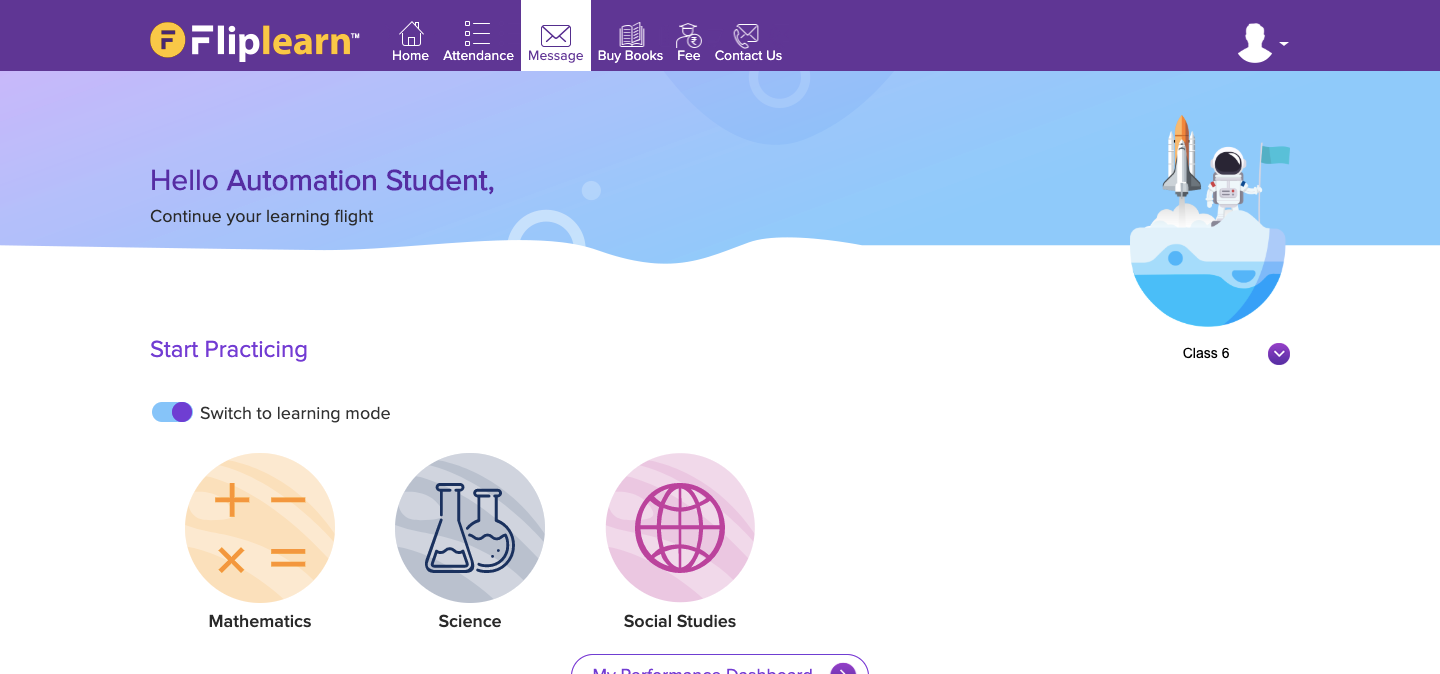 Fliplearn™
Home Attendance Message Buy Books Fee Contact Us
Hello Automation Student,
Continue your learning flight
Start Practicing
Class 6
Switch to learning mode
Mathematics Science Social Studies
My Performance Dashboard